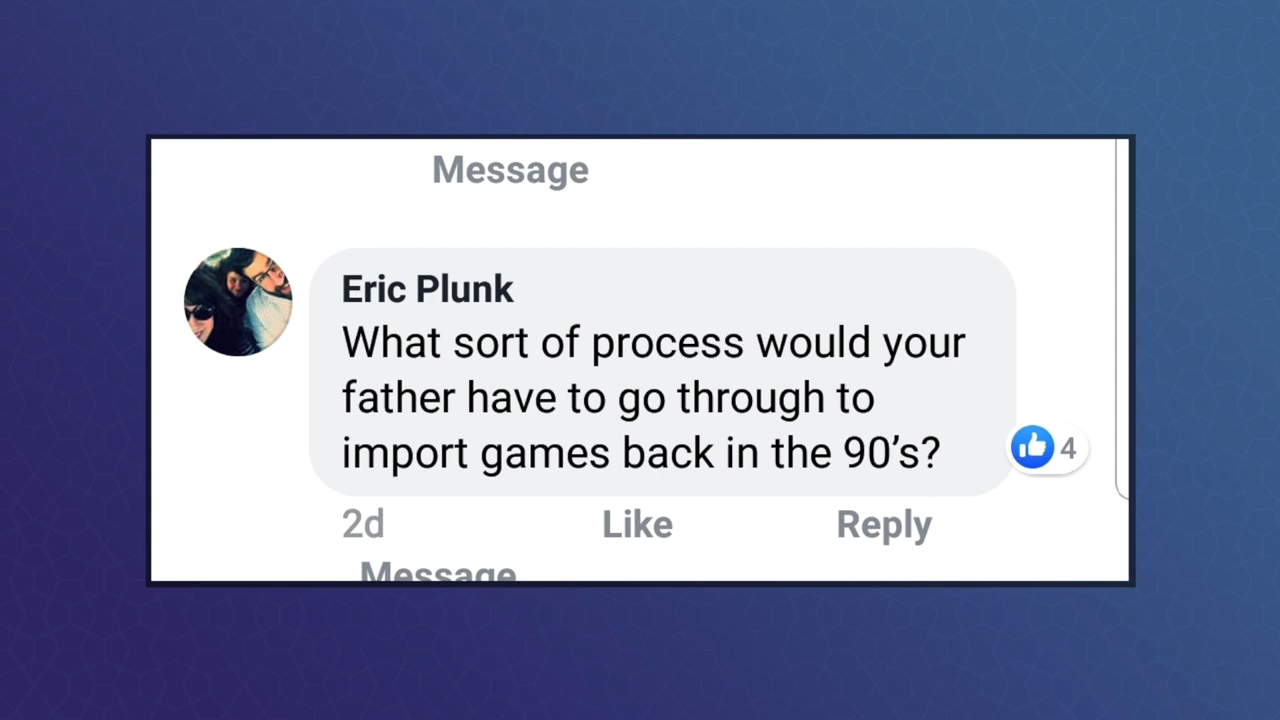 Message
Eric Plunk
What sort of process would your
father have to go through to
import games back in the 90’s?
4
2d Like Reply
Message